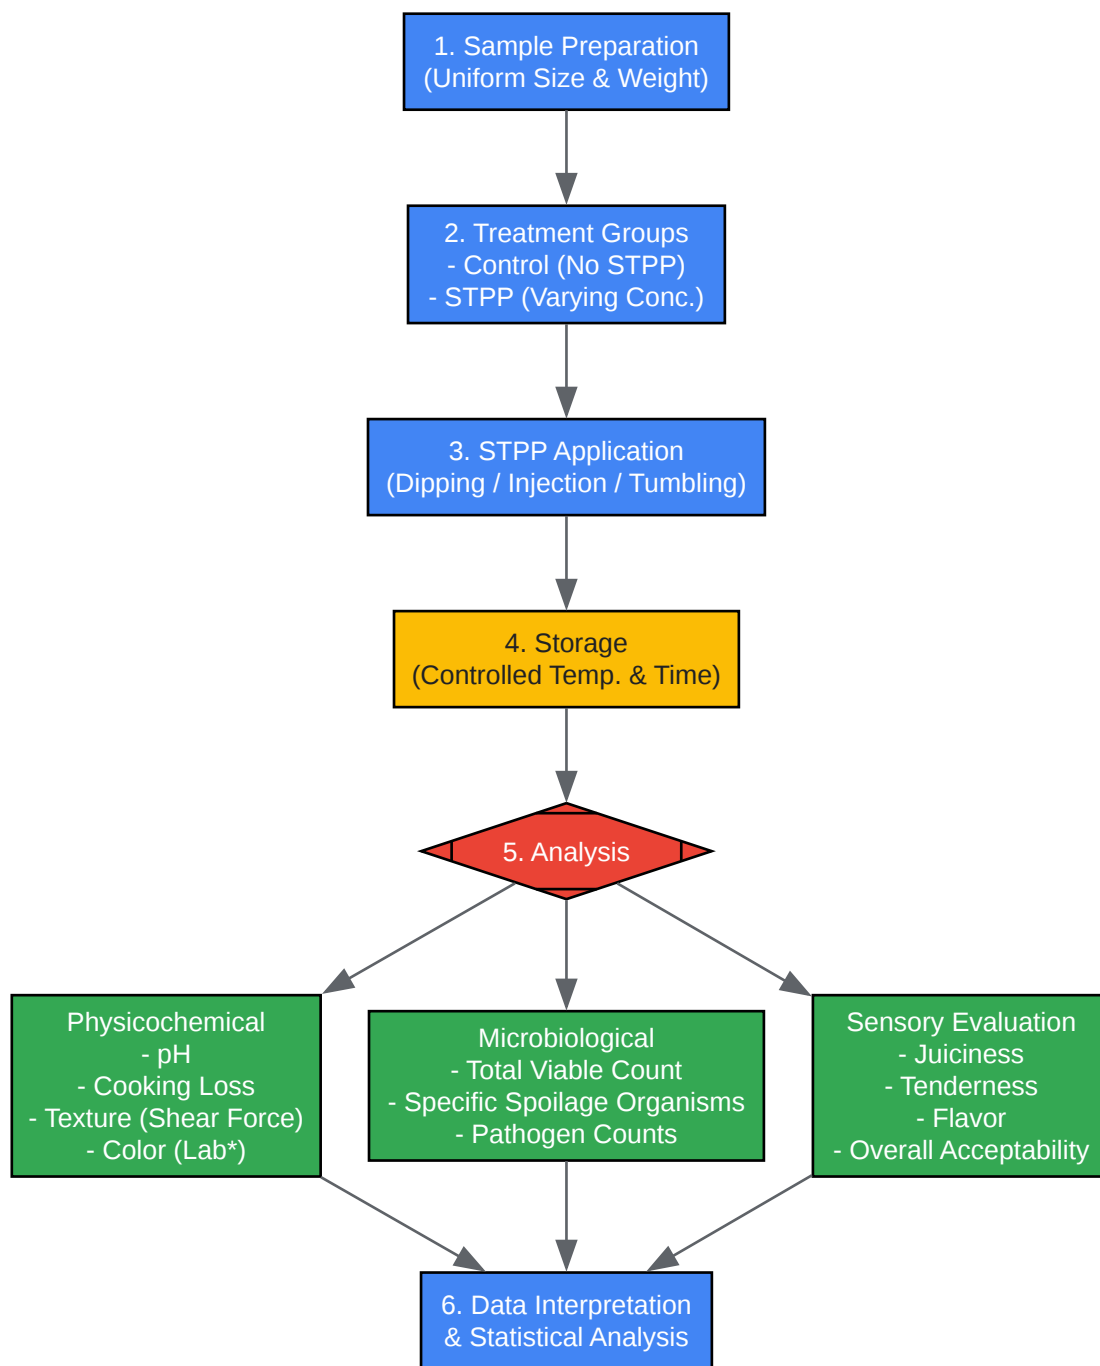 1. Sample Preparation
(Uniform Size & Weight)
2. Treatment Groups
- Control (No STPP)
- STPP (Varying Conc.)
3. STPP Application
(Dipping / Injection / Tumbling)
4. Storage
(Controlled Temp. & Time)
5. Analysis
Physicochemical
- pH
- Cooking Loss
- Texture (Shear Force)
- Color (Lab*)
Microbiological
- Total Viable Count
- Specific Spoilage Organisms
- Pathogen Counts
Sensory Evaluation
- Juiciness
- Tenderness
- Flavor
- Overall Acceptability
6. Data Interpretation
& Statistical Analysis